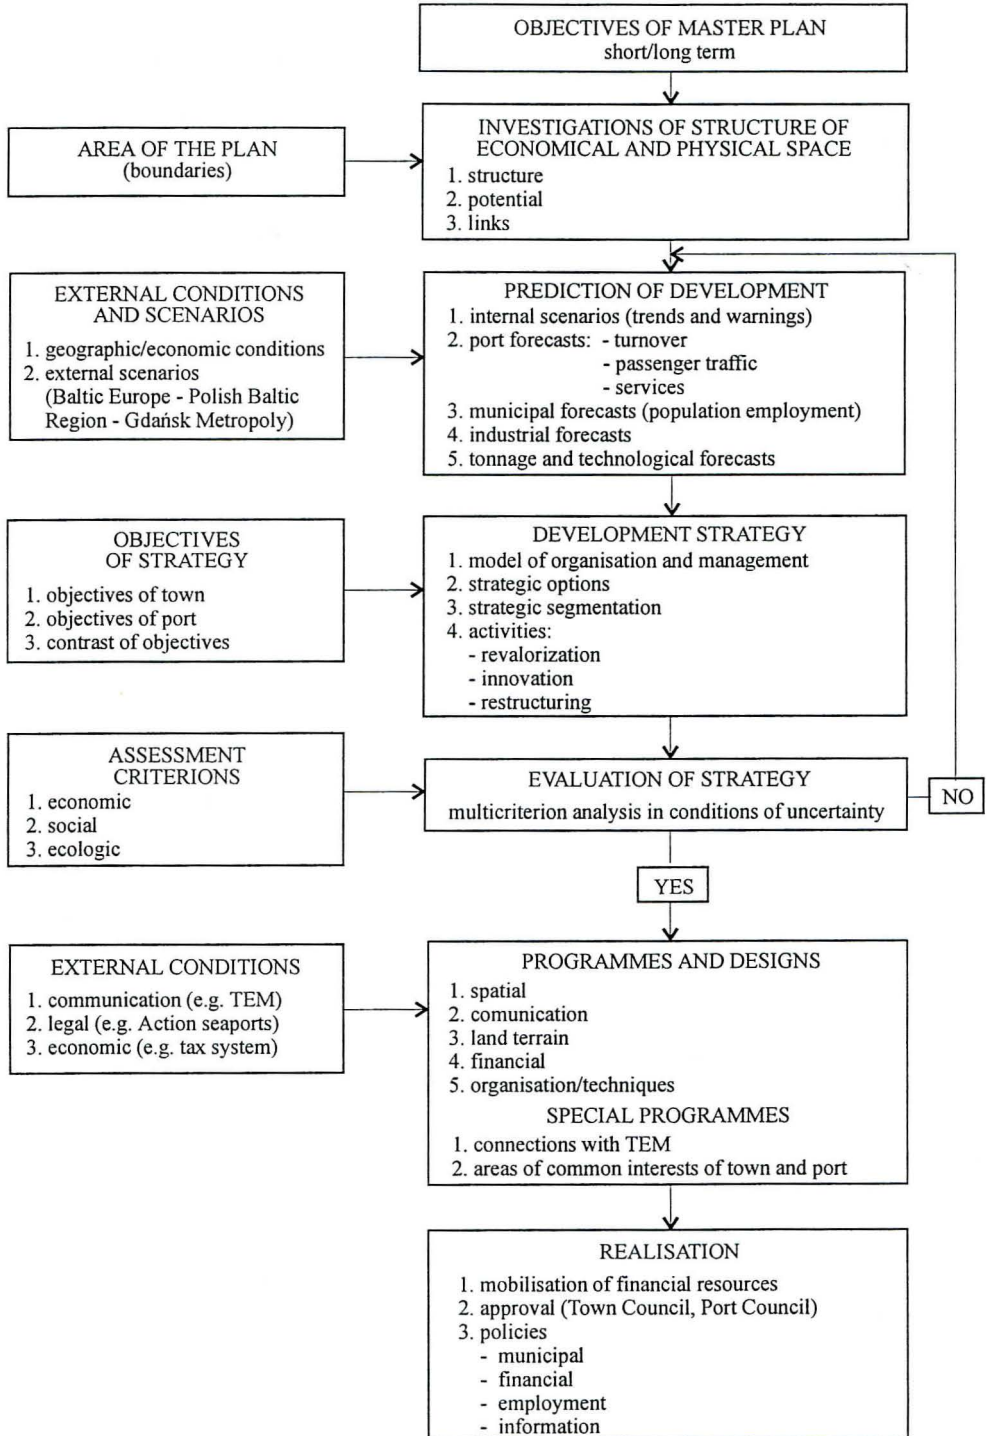 OBJECTIVES OF MASTER PLAN
short/long term
AREA OF THE PLAN
(boundaries)
INVESTIGATIONS OF STRUCTURE OF
ECONOMICAL AND PHYSICAL SPACE
1. structure
2. potential
3. links
EXTERNAL CONDITIONS
AND SCENARIOS
1. geographic/economic conditions
2. external scenarios
(Baltic Europe - Polish Baltic
Region - Gdańsk Metropoly)
PREDICTION OF DEVELOPMENT
1. internal scenarios (trends and warnings)
2. port forecasts: - turnover
- passenger traffic
- services
3. municipal forecasts (population employment)
4. industrial forecasts
5. tonnage and technological forecasts
OBJECTIVES
OF STRATEGY
1. objectives of town
2. objectives of port
3. contrast of objectives
DEVELOPMENT STRATEGY
1. model of organisation and management
2. strategic options
3. strategic segmentation
4. activities:
- revalorization
- innovation
- restructuring
ASSESSMENT
CRITERIONS
1. economic
2. social
3. ecologic
EVALUATION OF STRATEGY
multicriterion analysis in conditions of uncertainty
NO
YES
EXTERNAL CONDITIONS
1. communication (e.g. TEM)
2. legal (e.g. Action seaports)
3. economic (e.g. tax system)
PROGRAMMES AND DESIGNS
1. spatial
2. comunication
3. land terrain
4. financial
5. organisation/techniques
SPECIAL PROGRAMMES
1. connections with TEM
2. areas of common interests of town and port
REALISATION
1. mobilisation of financial resources
2. approval (Town Council, Port Council)
3. policies
- municipal
- financial
- employment
- information